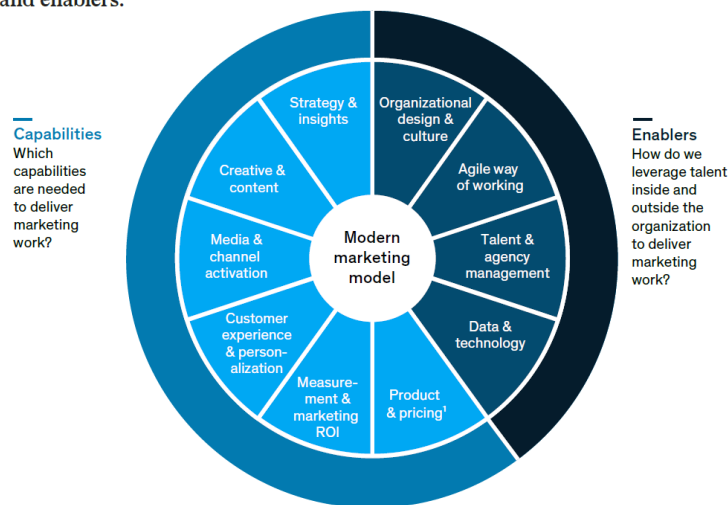 and enablers.
Capabilities
Which
capabilities
are needed
to deliver
marketing
work?
Strategy &
insights
Creative &
content
Media &
channel
activation
Customer
experience
& person-
alization
Measure-
ment &
marketing
ROI
Product
& pricing¹
Modern
marketing
model
Organizational
design &
culture
Agile way
of working
Talent &
agency
management
Data &
technology
Enablers
How do we
leverage talent
inside and
outside the
organization
to deliver
marketing
work?